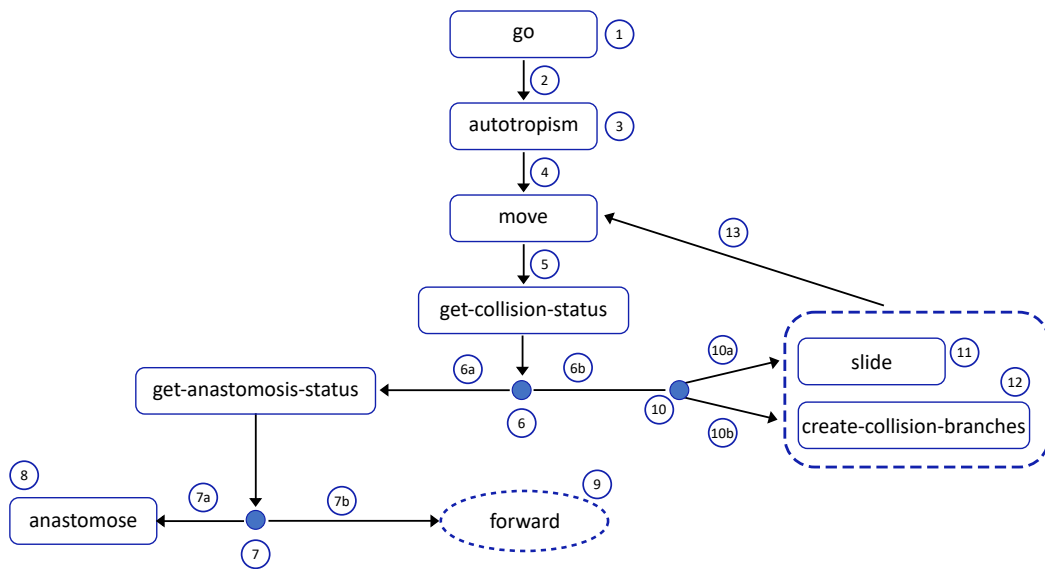 go
1
2
autotropism
3
4
move
13
5
get-collision-status
10a
slide
11
6a
6b
12
get-anastomosis-status
6
10
10b
create-collision-branches
8
7a
7b
9
anastomose
forward
7